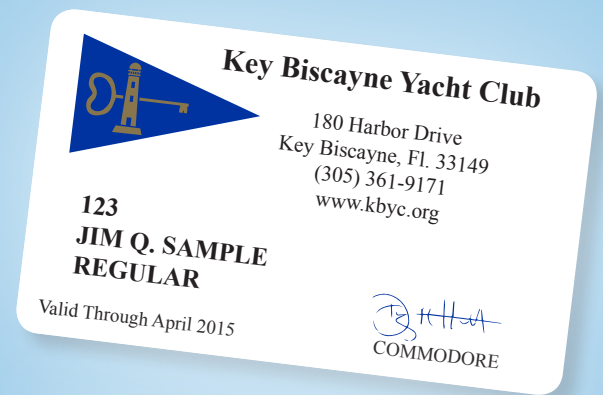 Key Biscayne Yacht Club
180 Harbor Drive
Key Biscayne, Fl. 33149
(305) 361-9171
www.kbyc.org
123
JIM Q. SAMPLE
REGULAR
Valid Through April 2015
COMMODORE